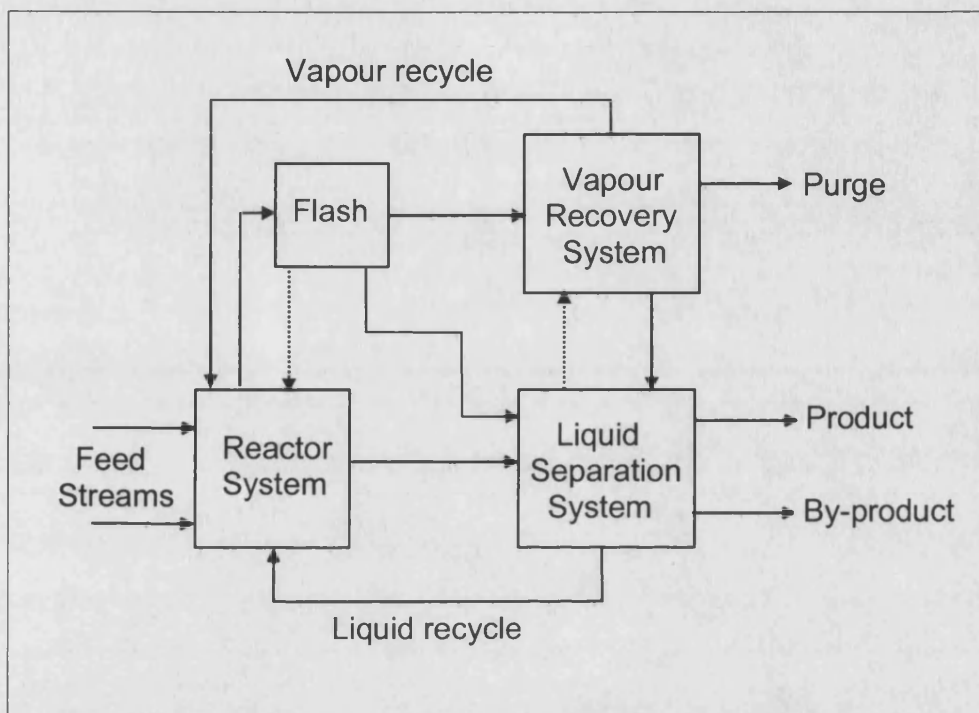 Vapour recycle
Flash
Vapour
Recovery
System
Purge
Feed
Streams
Reactor
System
Liquid
Separation
System
Product
By-product
Liquid recycle